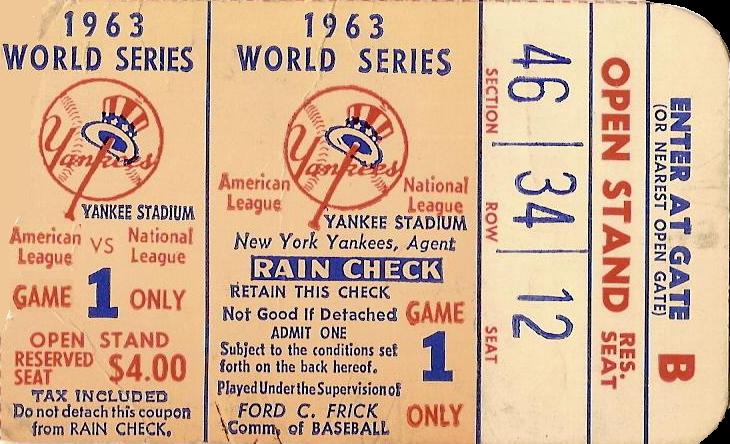 1963
WORLD SERIES
Yankees
YANKEE STADIUM
American League VS National League
GAME 1 ONLY
OPEN STAND
RESERVED SEAT $4.00
TAX INCLUDED
Do not detach this coupon
from RAIN CHECK.
1963
WORLD SERIES
Yankees
American League
National League
YANKEE STADIUM
New York Yankees, Agent
RAIN CHECK
RETAIN THIS CHECK
Not Good If Detached
ADMIT ONE
Subject to the conditions set
forth on the back hereof.
Played Under the Supervision of
FORD C. FRICK
Comm. of BASEBALL
GAME
1
ONLY
SECTION 46
ROW 34
SEAT 12
OPEN STAND RES. SEAT
ENTER AT GATE B
(OR NEAREST OPEN GATE)